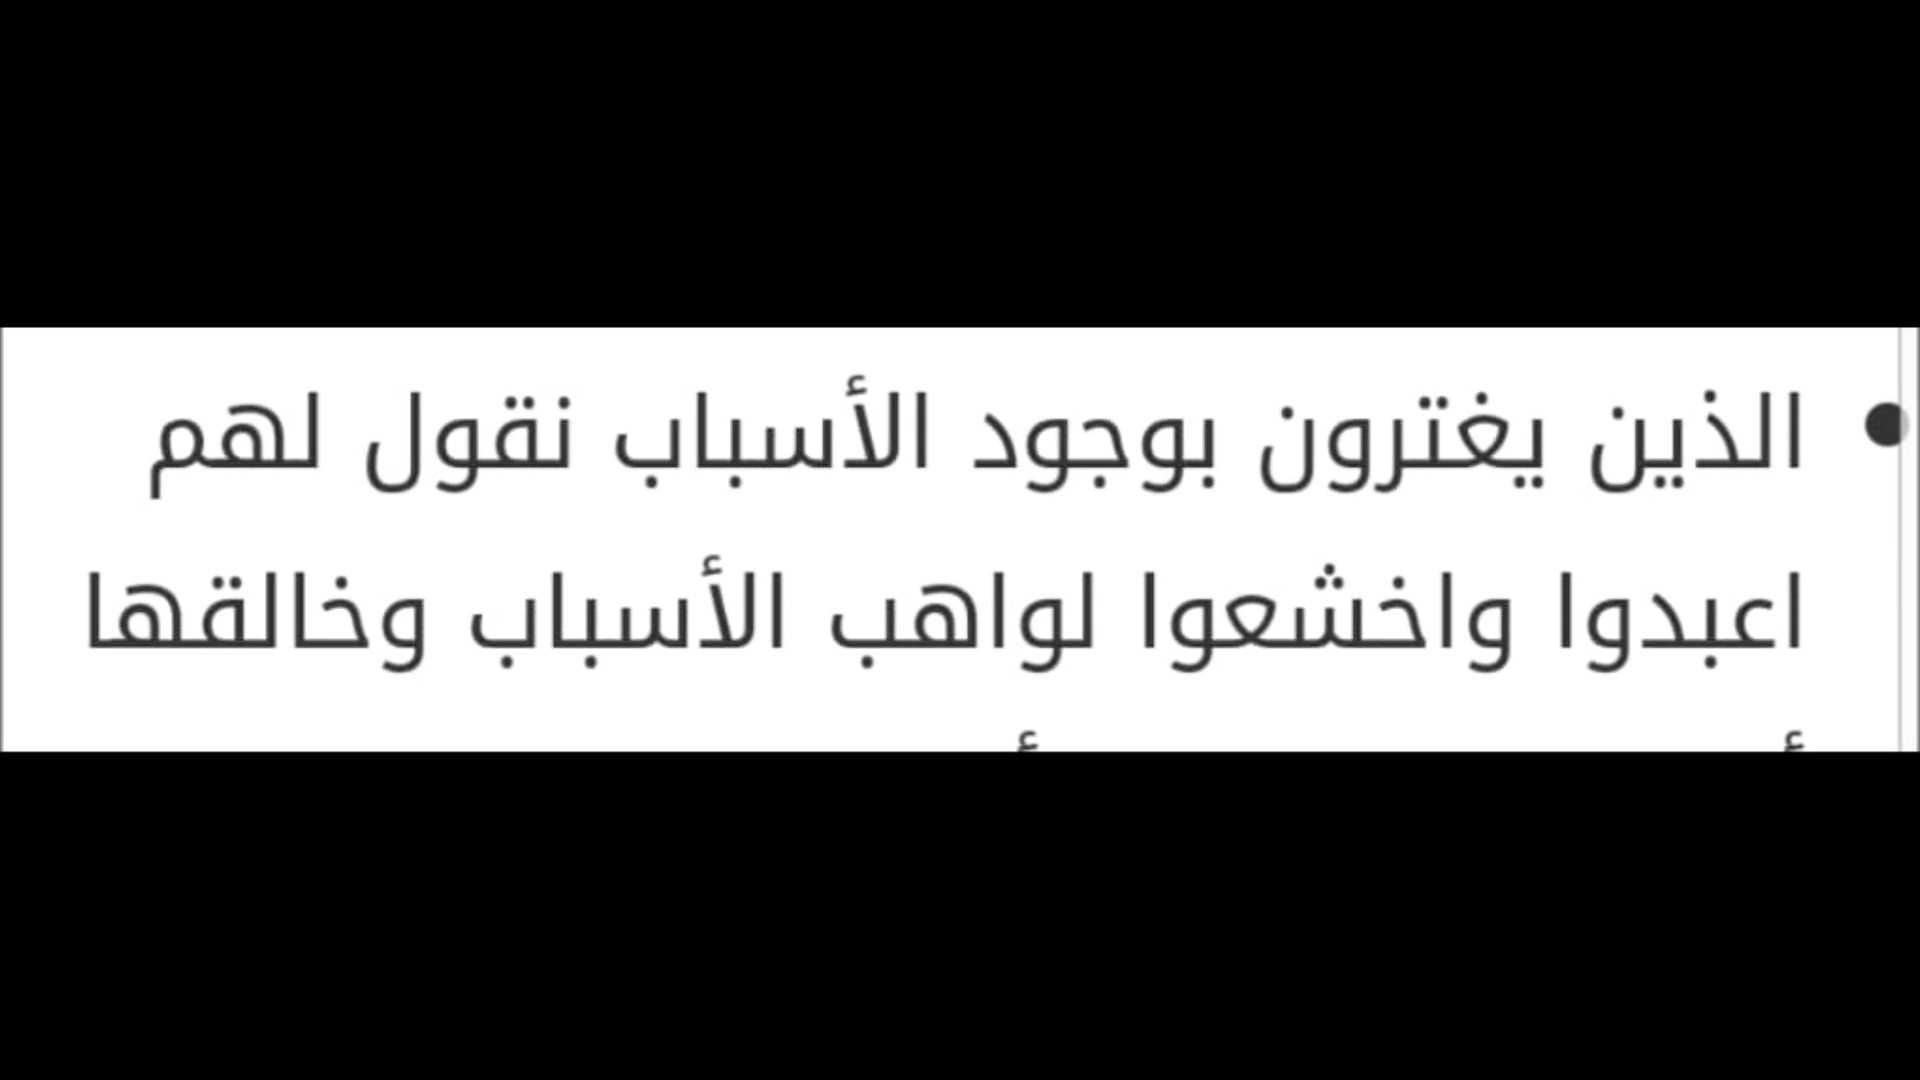 • الذين يغترون بوجود الأسباب نقول لهم
اعبدوا واخشعوا لواهب الأسباب وخالقها